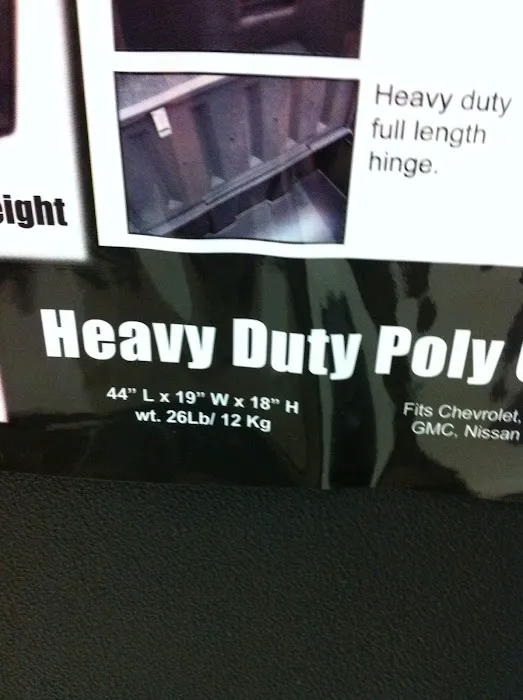 Heavy duty
full length
hinge.
eight
Heavy Duty Poly
44" L x 19" W x 18" H
wt. 26Lb/ 12 Kg
Fits Chevrolet,
GMC, Nissan